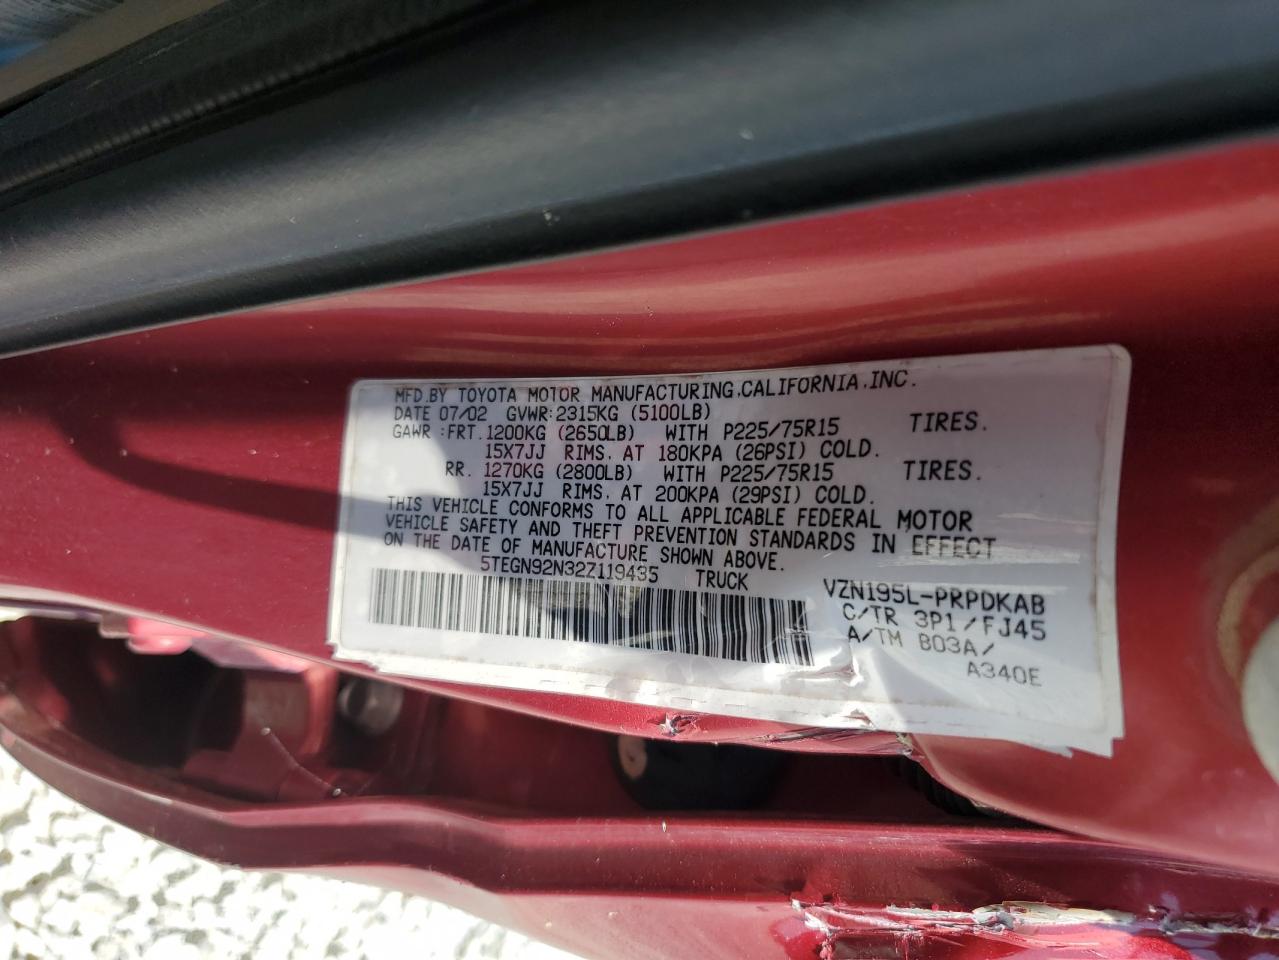 MFD.BY TOYOTA MOTOR MANUFACTURING,CALIFORNIA,INC.
DATE 07/02 GVWR:2315KG (5100LB)
GAWR :FRT.1200KG (2650LB) WITH P225/75R15 TIRES.
15X7JJ RIMS. AT 180KPA (26PSI) COLD.
RR. 1270KG (2800LB) WITH P225/75R15 TIRES.
15X7JJ RIMS. AT 200KPA (29PSI) COLD.
THIS VEHICLE CONFORMS TO ALL APPLICABLE FEDERAL MOTOR
VEHICLE SAFETY AND THEFT PREVENTION STANDARDS IN EFFECT
ON THE DATE OF MANUFACTURE SHOWN ABOVE.
5TEGN92N32Z119435 TRUCK
VZN195L-PRPDKAB
C/TR 3P1/FJ45
A/TM B03A/
A340E